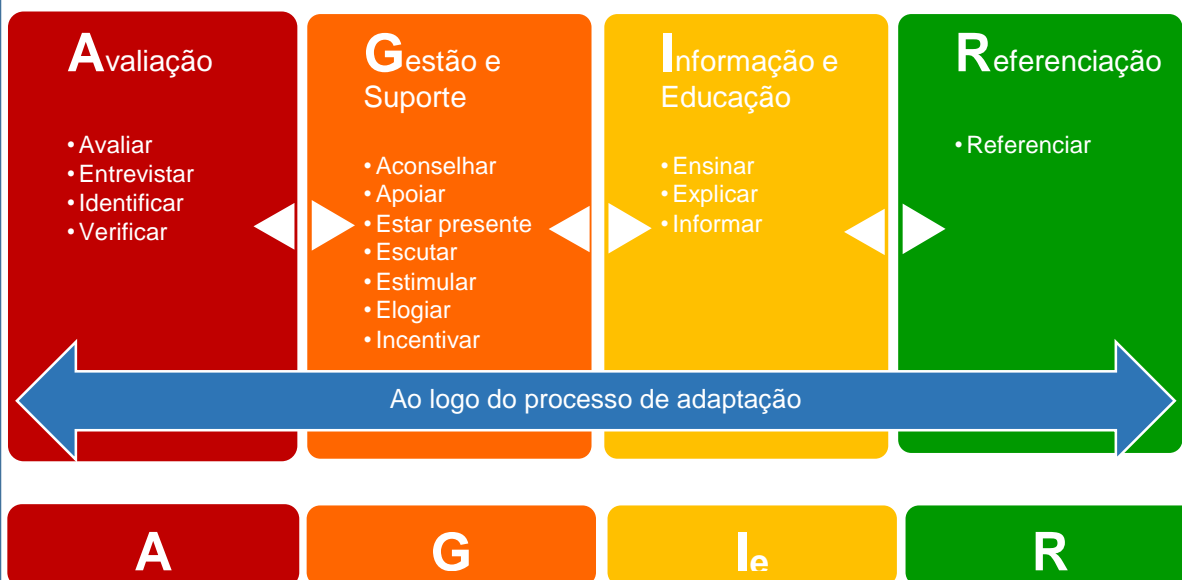 Avaliação
• Avaliar
• Entrevistar
• Identificar
• Verificar
Gestão e
Suporte
• Aconselhar
• Apoiar
• Estar presente
• Escutar
• Estimular
• Elogiar
• Incentivar
Informação e
Educação
• Ensinar
• Explicar
• Informar
Referenciação
• Referenciar
Ao logo do processo de adaptação
A
G
Ie
R